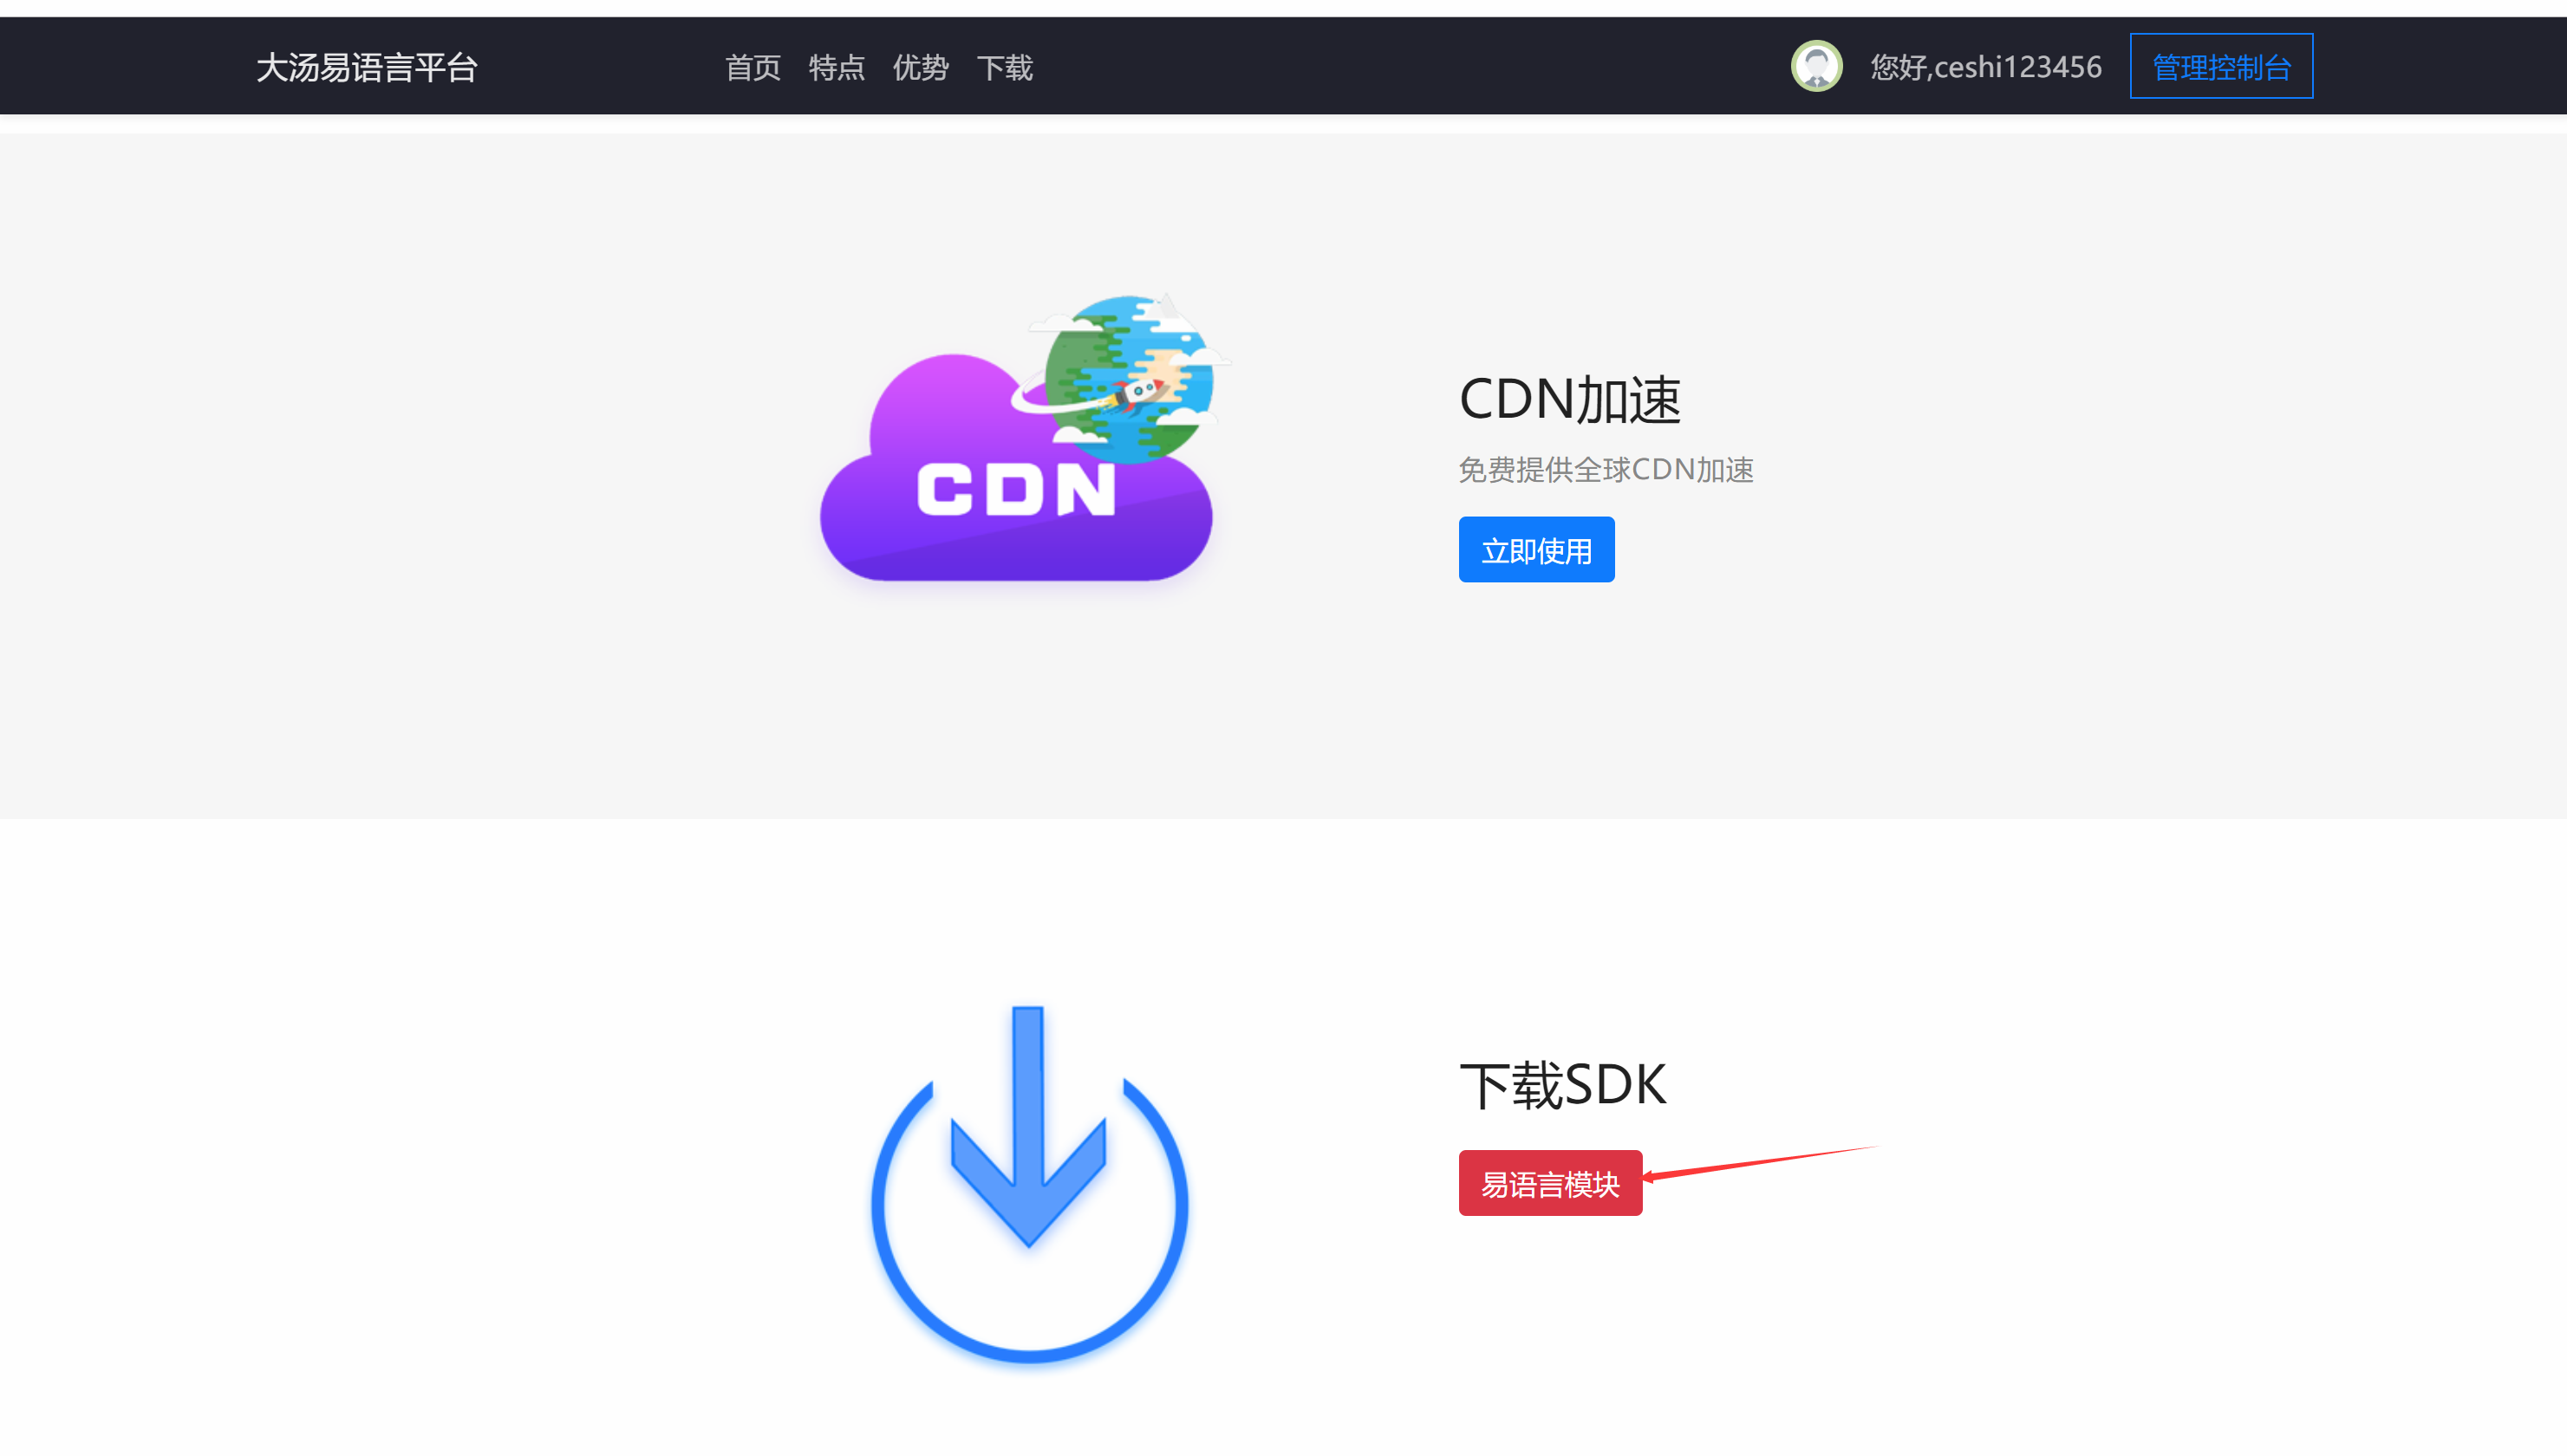 大汤易语言平台
首页 特点 优势 下载
您好,ceshi123456
管理控制台
CDN
CDN加速
免费提供全球CDN加速
立即使用
下载SDK
易语言模块